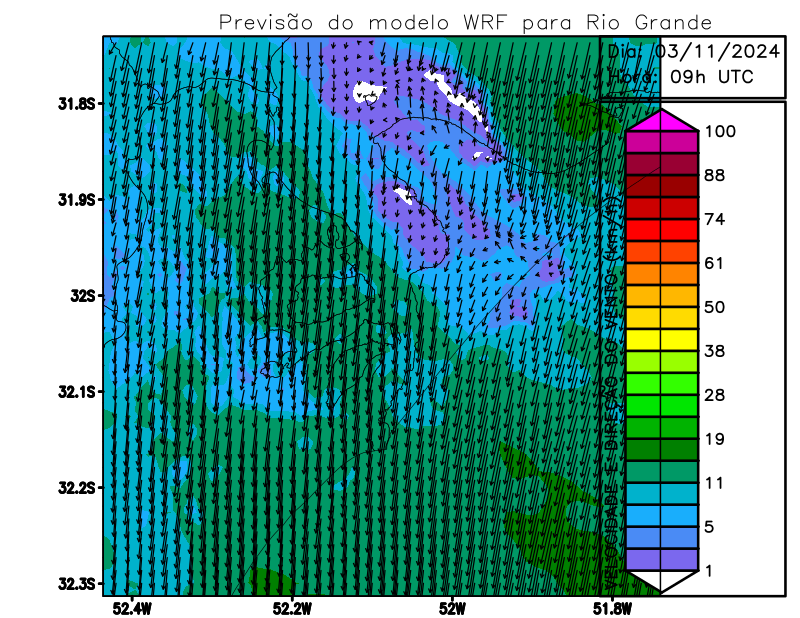 Previsão do modelo WRF para Rio Grande
Dia: 03/11/2024
Hora: 09h UTC
31.8S
31.9S
32S
32.1S
32.2S
32.3S
52.4W
52.2W
52W
51.8W
VELOCIDADE E DIREÇÃO DO VENTO (km/h)
100
88
74
61
50
38
28
19
11
5
1